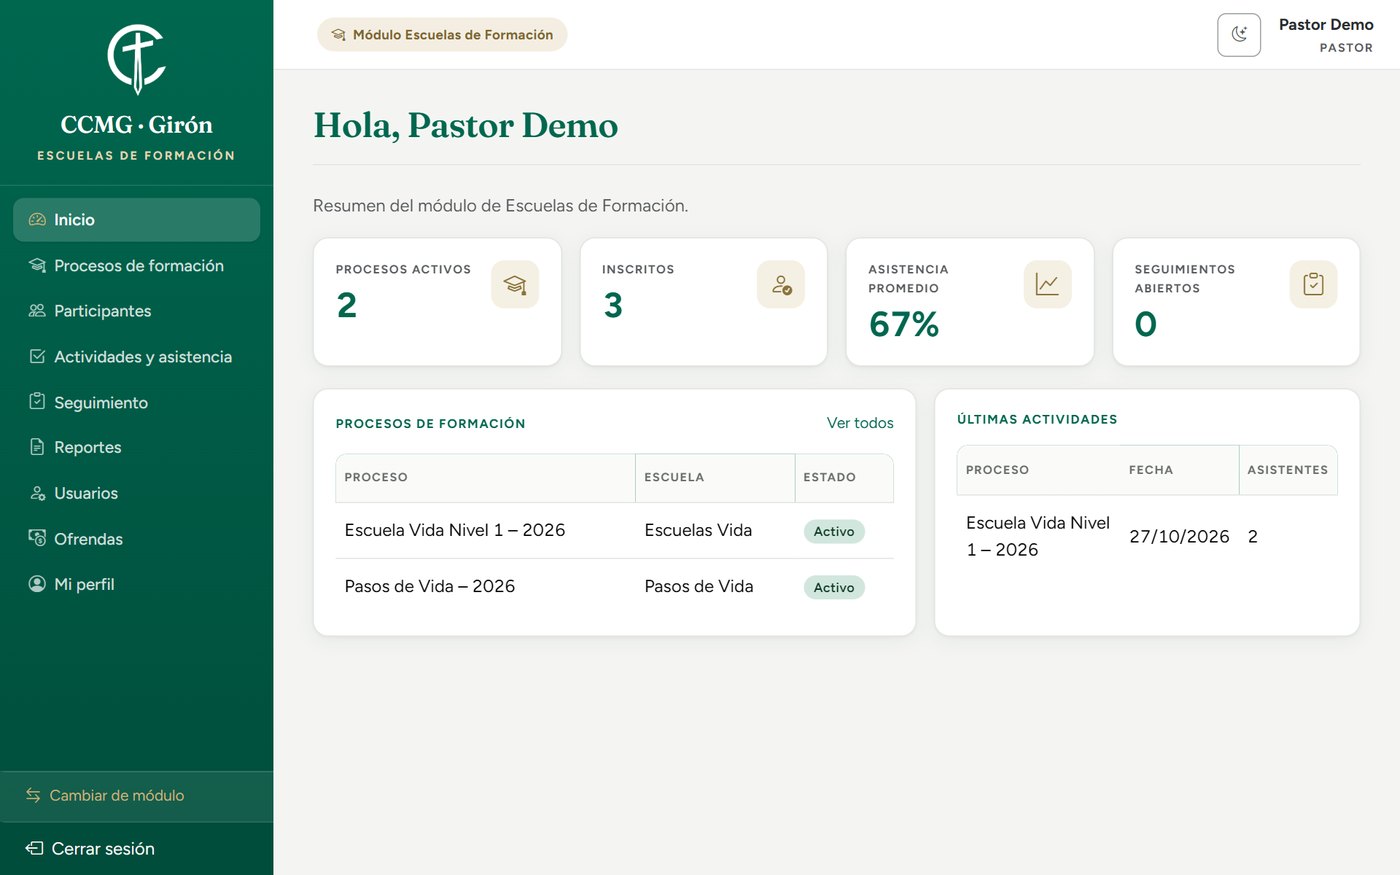 CCMG · Girón
ESCUELAS DE FORMACIÓN
Inicio
Procesos de formación
Participantes
Actividades y asistencia
Seguimiento
Reportes
Usuarios
Ofrendas
Mi perfil
Cambiar de módulo
Cerrar sesión
Módulo Escuelas de Formación
Pastor Demo
PASTOR
Hola, Pastor Demo
Resumen del módulo de Escuelas de Formación.
PROCESOS ACTIVOS
2
INSCRITOS
3
ASISTENCIA
PROMEDIO
67%
SEGUIMIENTOS
ABIERTOS
0
PROCESOS DE FORMACIÓN
Ver todos
PROCESO ESCUELA ESTADO
Escuela Vida Nivel 1 – 2026 Escuelas Vida Activo
Pasos de Vida – 2026 Pasos de Vida Activo
ÚLTIMAS ACTIVIDADES
PROCESO FECHA ASISTENTES
Escuela Vida Nivel
1 – 2026
27/10/2026 2